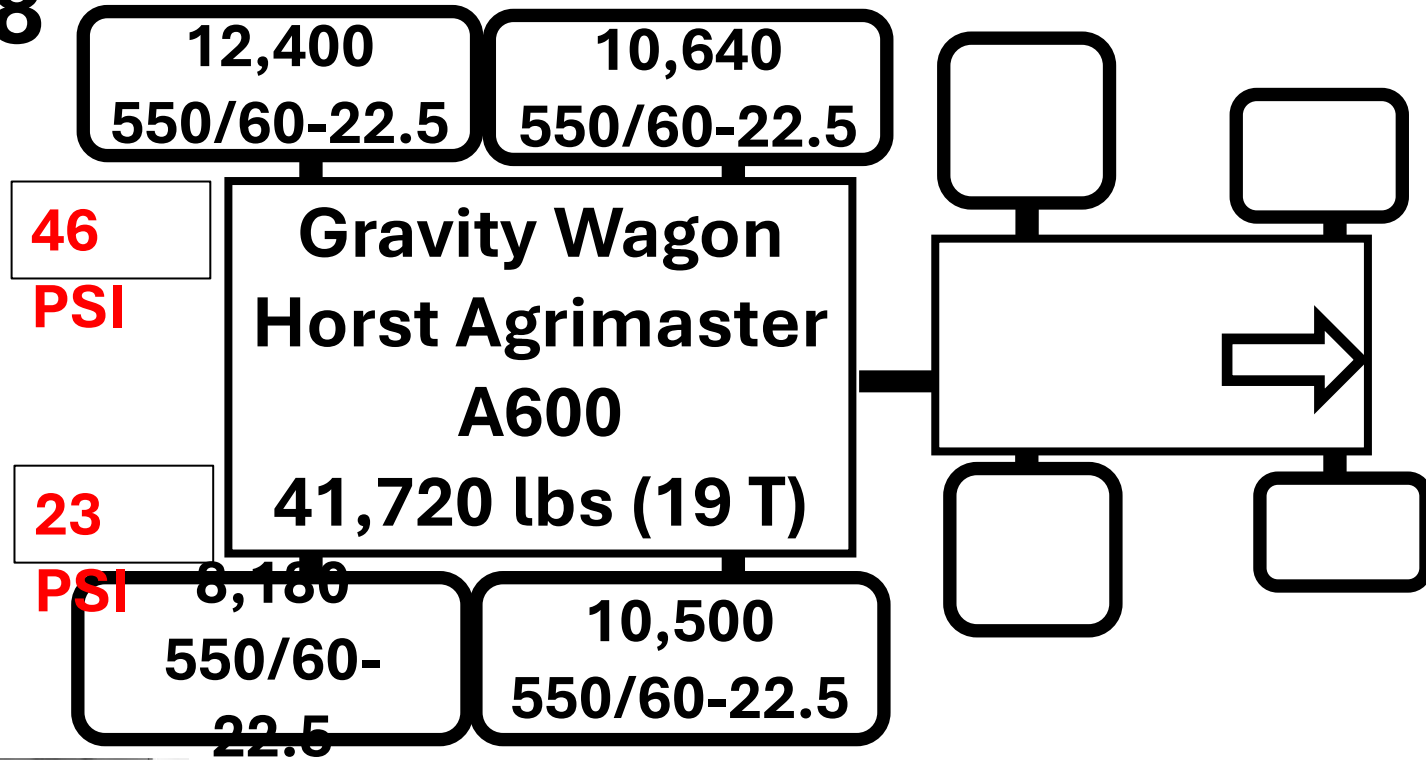 8
12,400
550/60-22.5
10,640
550/60-22.5
46
PSI
Gravity Wagon
Horst Agrimaster
A600
41,720 lbs (19 T)
23
PSI
8,180
550/60-
22.5
10,500
550/60-22.5